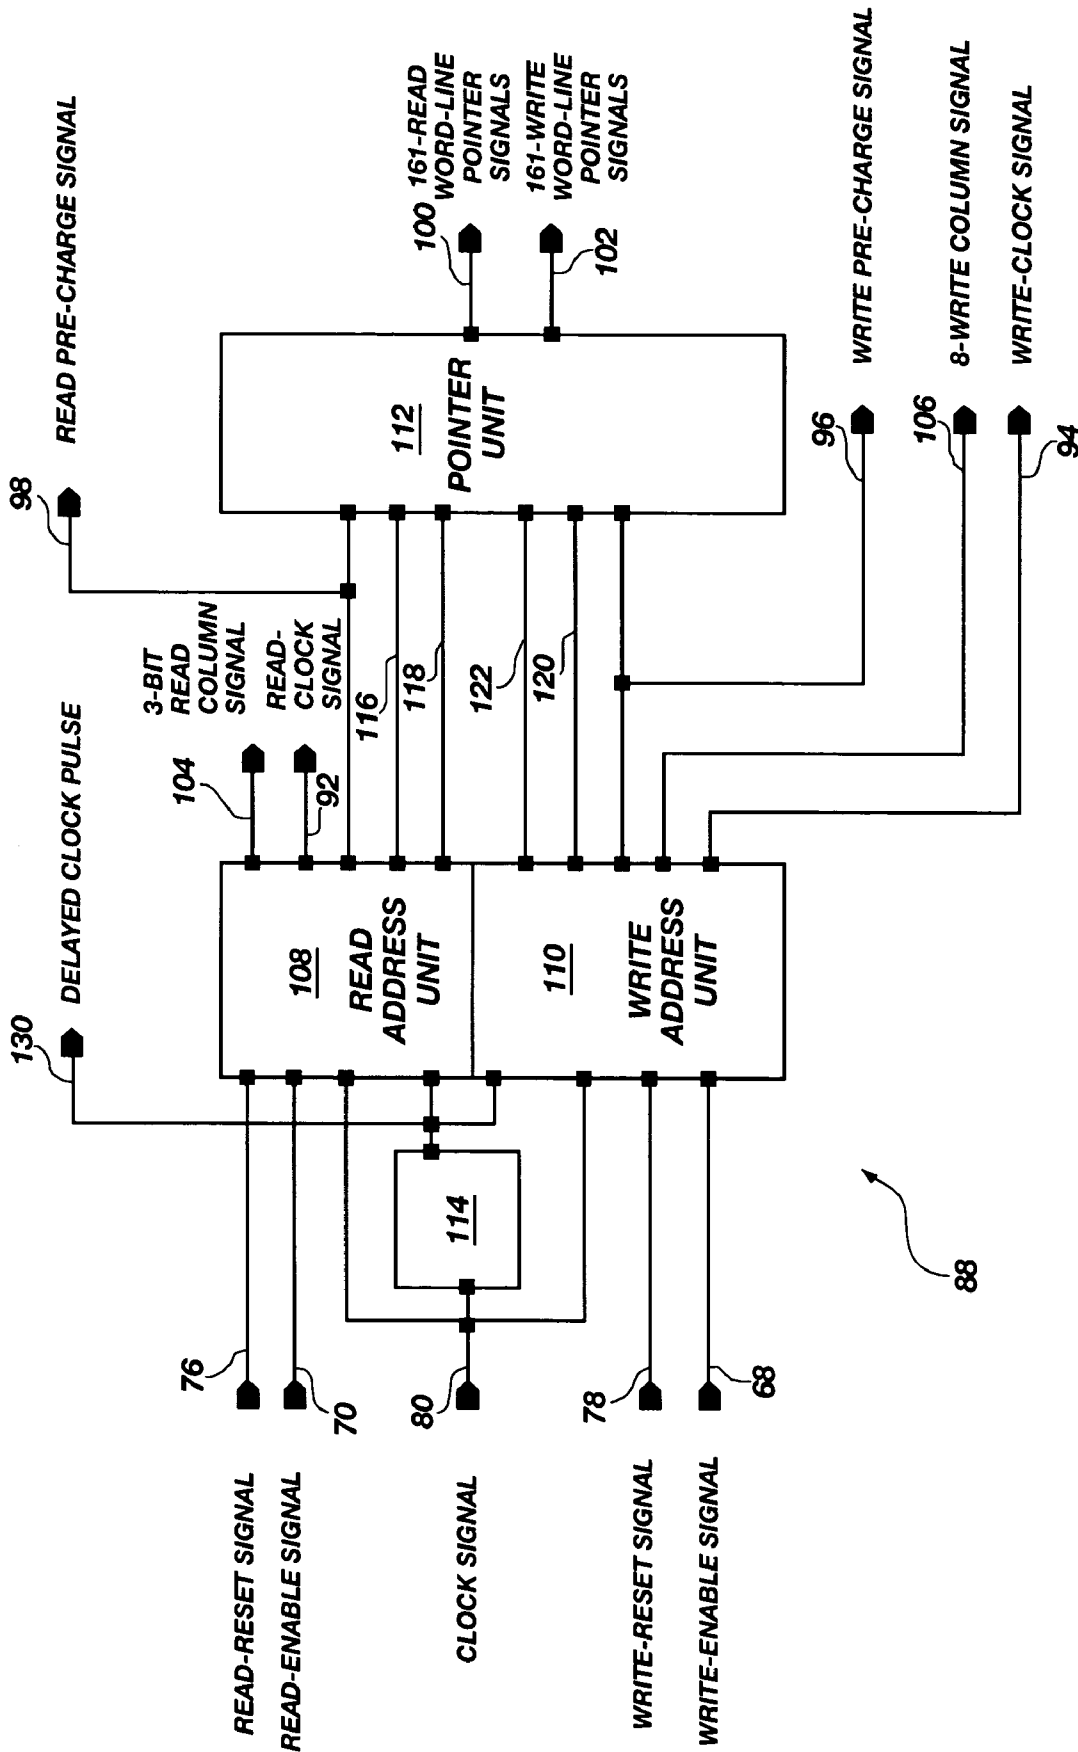 READ PRE-CHARGE SIGNAL
98
DELAYED CLOCK PULSE
130
3-BIT
READ
COLUMN
SIGNAL
104
READ-
CLOCK
SIGNAL
92
READ-RESET SIGNAL
76
READ-ENABLE SIGNAL
70
108
READ
ADDRESS
UNIT
116
118
112
POINTER
UNIT
161-READ
WORD-LINE
POINTER
SIGNALS
100
161-WRITE
WORD-LINE
POINTER
SIGNALS
102
CLOCK SIGNAL
80
114
122
120
110
WRITE
ADDRESS
UNIT
WRITE-RESET SIGNAL
78
WRITE-ENABLE SIGNAL
68
WRITE PRE-CHARGE SIGNAL
96
8-WRITE COLUMN SIGNAL
106
WRITE-CLOCK SIGNAL
94
88